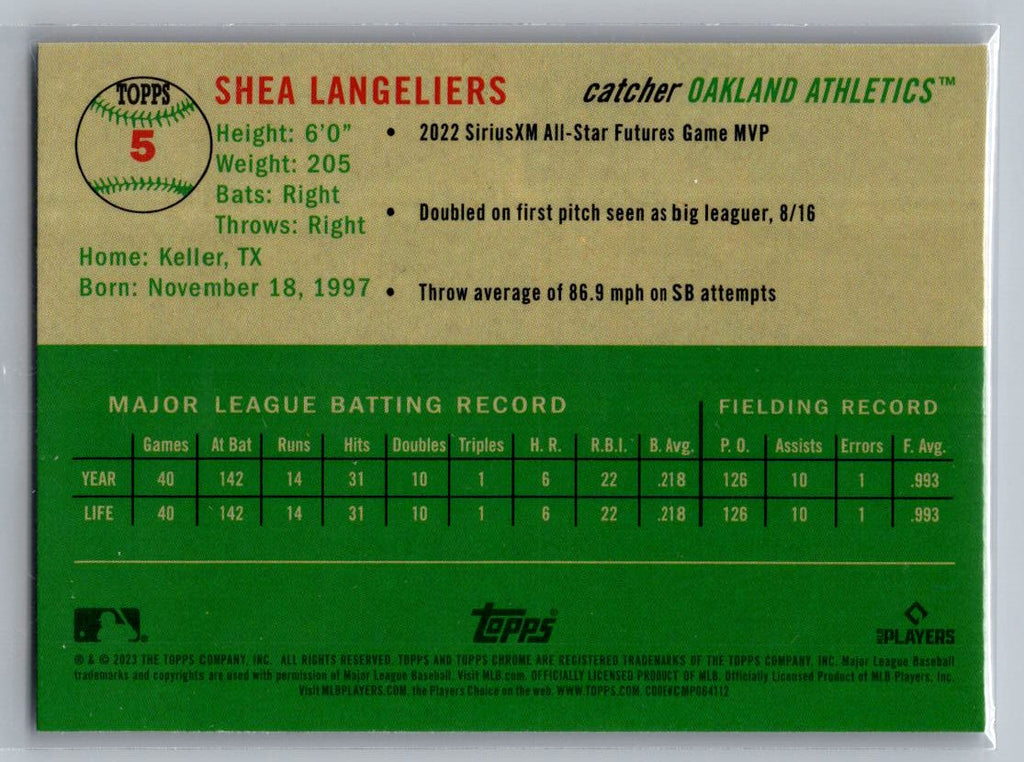 TOPPS
5
SHEA LANGELIERS
catcher OAKLAND ATHLETICS™
Height: 6'0"
Weight: 205
Bats: Right
Throws: Right
Home: Keller, TX
Born: November 18, 1997
• 2022 SiriusXM All-Star Futures Game MVP
• Doubled on first pitch seen as big leaguer, 8/16
• Throw average of 86.9 mph on SB attempts
MAJOR LEAGUE BATTING RECORD FIELDING RECORD
Games At Bat Runs Hits Doubles Triples H. R. R.B.I. B. Avg. P. O. Assists Errors F. Avg.
YEAR 40 142 14 31 10 1 6 22 .218 126 10 1 .993
LIFE 40 142 14 31 10 1 6 22 .218 126 10 1 .993
TOPPS®
MLB PLAYERS
® & © 2023 THE TOPPS COMPANY, INC. ALL RIGHTS RESERVED. TOPPS AND TOPPS CHROME ARE REGISTERED TRADEMARKS OF THE TOPPS COMPANY, INC. Major League Baseball
trademarks and copyrights are used with permission of Major League Baseball. Visit MLB.com. OFFICIALLY LICENSED PRODUCT OF MLB. Officially Licensed Product of MLB Players, Inc.
Visit MLBPLAYERS.COM, the Players Choice on the web. WWW.TOPPS.COM. CODE#CMP084112